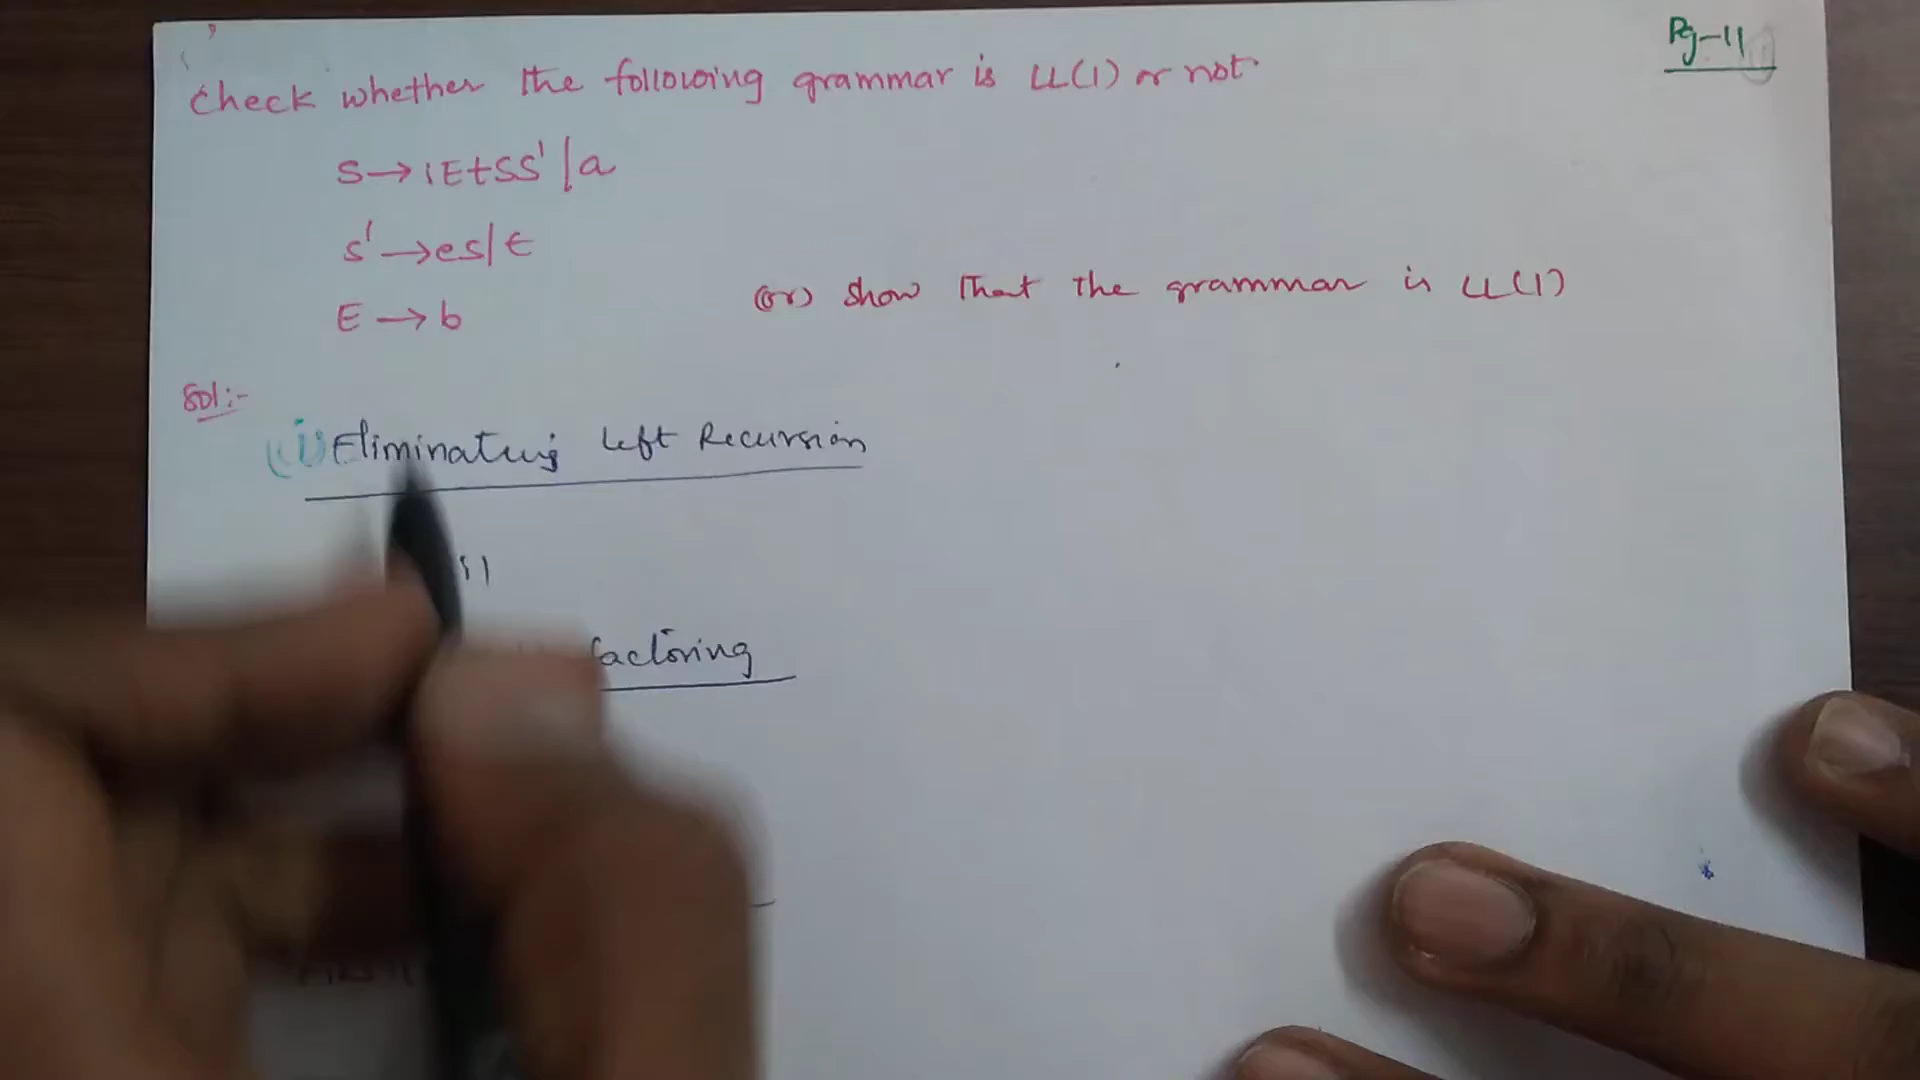 Pg-11
Check whether the following grammar is LL(1) or not.
S→iEtSS' | a
S'→eS | ϵ
E→b
(or) show that the grammar is LL(1)
Sol:-
(i) Eliminating Left Recursion
factoring